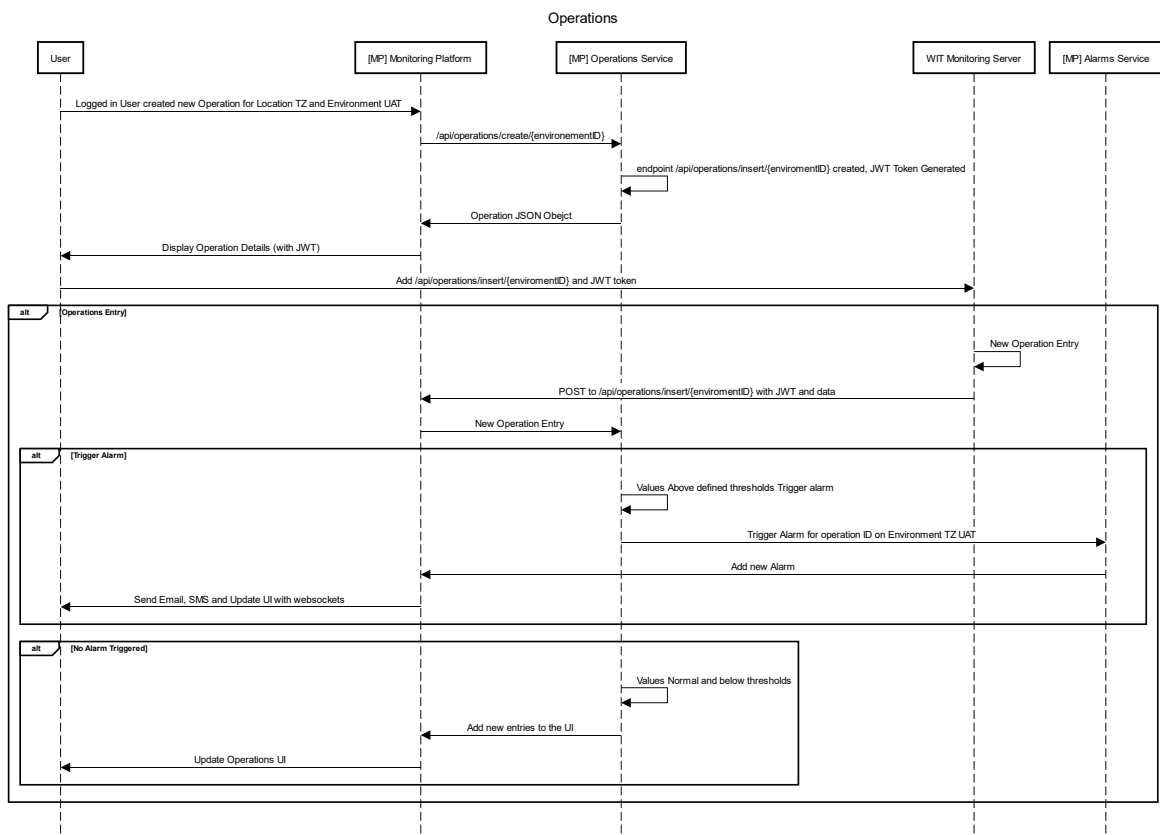 Operations
User
[MP] Monitoring Platform
[MP] Operations Service
WIT Monitoring Server
[MP] Alarms Service
Logged in User created new Operation for Location TZ and Environment UAT
/api/operations/create/{environementID}
endpoint /api/operations/insert/{enviromentID} created, JWT Token Generated
Operation JSON Obejct
Display Operation Details (with JWT)
Add /api/operations/insert/{enviromentID} and JWT token
alt
[Operations Entry]
New Operation Entry
POST to /api/operations/insert/{enviromentID} with JWT and data
New Operation Entry
alt
[Trigger Alarm]
Values Above defined thresholds Trigger alarm
Trigger Alarm for operation ID on Environment TZ UAT
Add new Alarm
Send Email, SMS and Update UI with websockets
alt
[No Alarm Triggered]
Values Normal and below thresholds
Add new entries to the UI
Update Operations UI